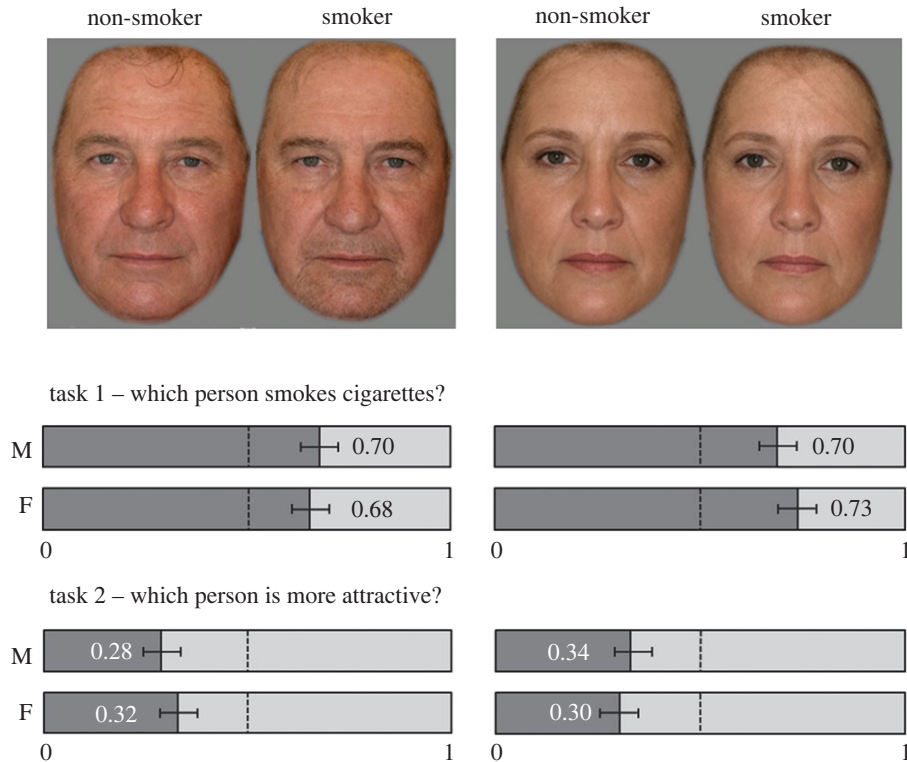 non-smoker smoker non-smoker smoker
task 1 – which person smokes cigarettes?
M 0.70 0.70
F 0.68 0.73
0 1 0 1
task 2 – which person is more attractive?
M 0.28 0.34
F 0.32 0.30
0 1 0 1